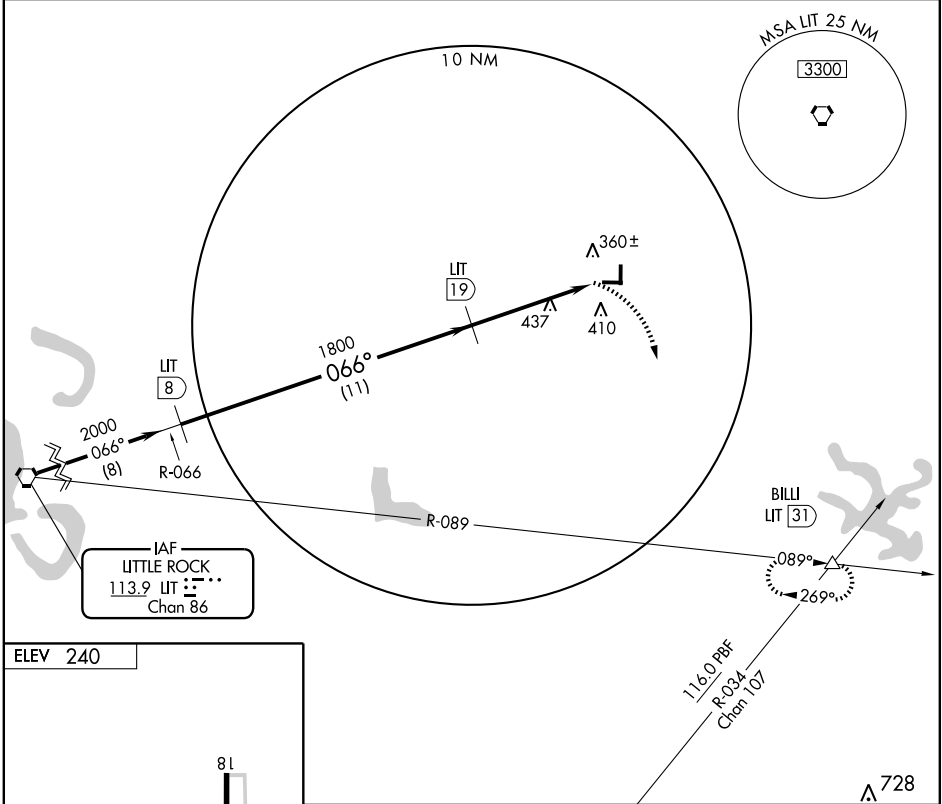 MSA LIT 25 NM
3300
10 NM
360±
LIT
19
437
410
1800
066°
(11)
LIT
8
2000
066°
(8)
R-066
R-089
BILLI
LIT 31
089°
269°
IAF
LITTLE ROCK
113.9 LIT
Chan 86
116.0 PBF
R-034
Chan 107
ELEV 240
18
728